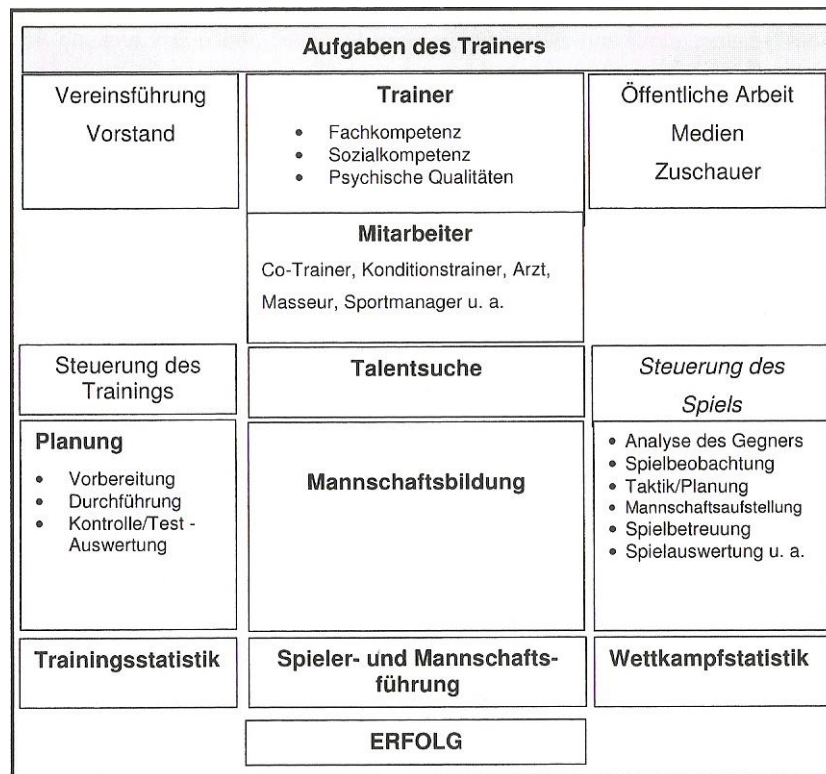 Aufgaben des Trainers
Vereinsführung
Vorstand
Trainer
• Fachkompetenz
• Sozialkompetenz
• Psychische Qualitäten
Öffentliche Arbeit
Medien
Zuschauer
Mitarbeiter
Co-Trainer, Konditionstrainer, Arzt,
Masseur, Sportmanager u. a.
Steuerung des
Trainings
Talentsuche
Steuerung des
Spiels
Planung
• Vorbereitung
• Durchführung
• Kontrolle/Test -
Auswertung
Mannschaftsbildung
• Analyse des Gegners
• Spielbeobachtung
• Taktik/Planung
• Mannschaftsaufstellung
• Spielbetreuung
• Spielauswertung u. a.
Trainingsstatistik
Spieler- und Mannschafts-
führung
Wettkampfstatistik
ERFOLG